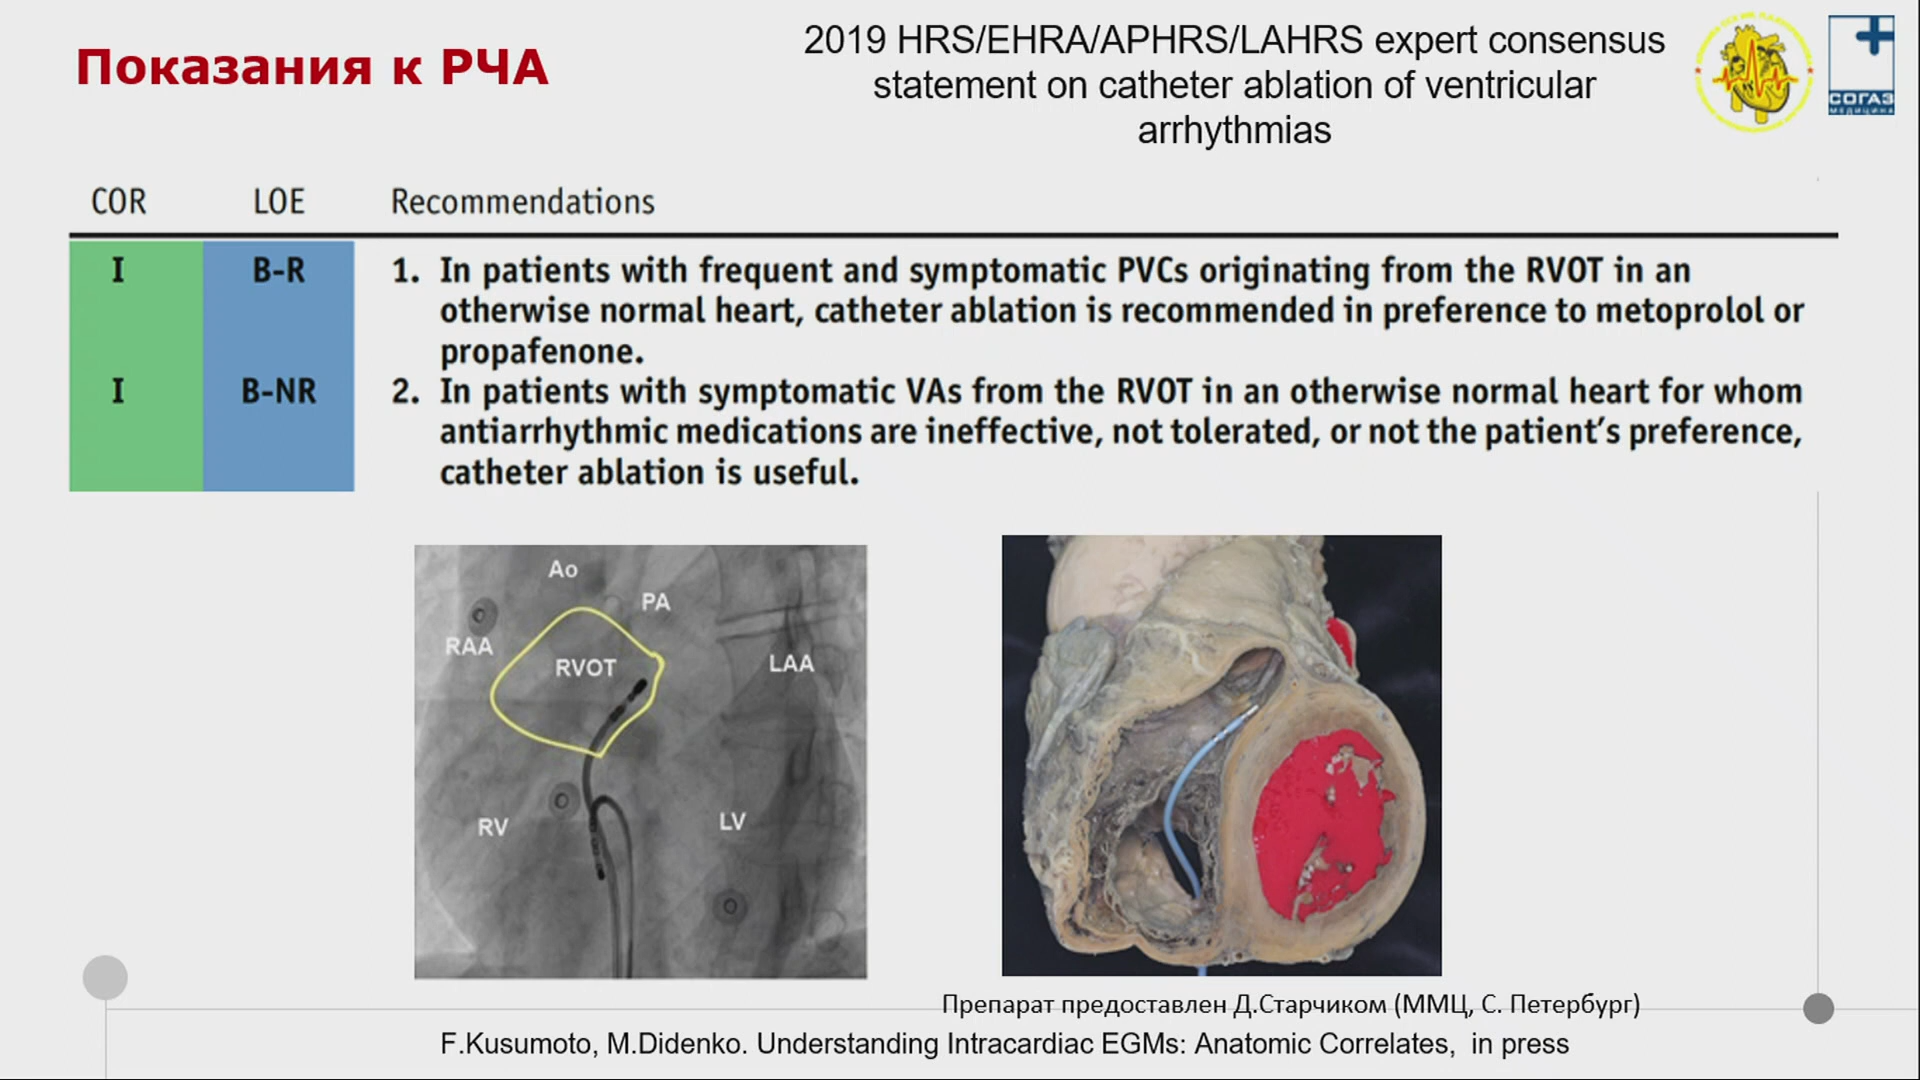 Показания к РЧА
2019 HRS/EHRA/APHRS/LAHRS expert consensus
statement on catheter ablation of ventricular
arrhythmias
СОГАЗ
медицина
COR LOE Recommendations
I B-R 1. In patients with frequent and symptomatic PVCs originating from the RVOT in an
otherwise normal heart, catheter ablation is recommended in preference to metoprolol or
propafenone.
I B-NR 2. In patients with symptomatic VAs from the RVOT in an otherwise normal heart for whom
antiarrhythmic medications are ineffective, not tolerated, or not the patient’s preference,
catheter ablation is useful.
Ao
PA
RAA
RVOT
LAA
RV
LV
Препарат предоставлен Д.Старчиком (ММЦ, С. Петербург)
F.Kusumoto, M.Didenko. Understanding Intracardiac EGMs: Anatomic Correlates, in press